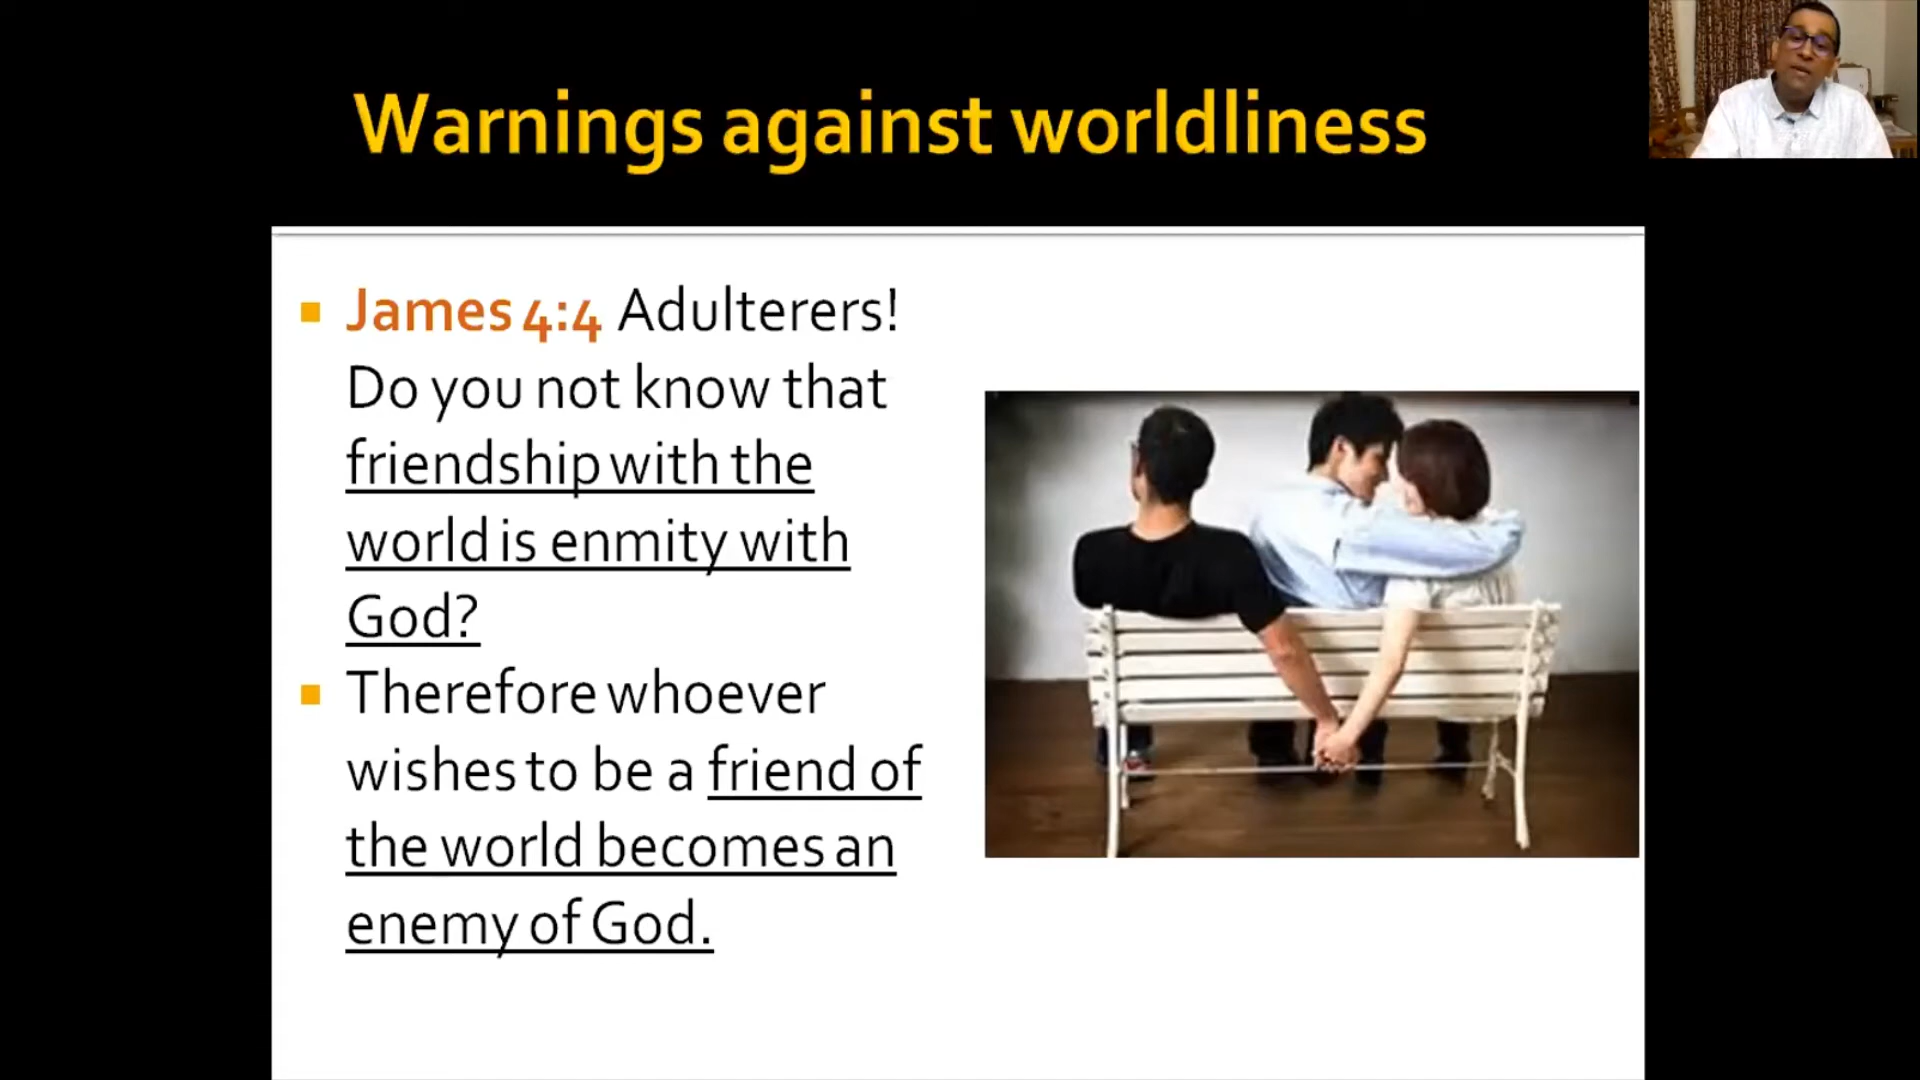 Warnings against worldliness
James 4:4 Adulterers!
Do you not know that
friendship with the
world is enmity with
God?
Therefore whoever
wishes to be a friend of
the world becomes an
enemy of God.